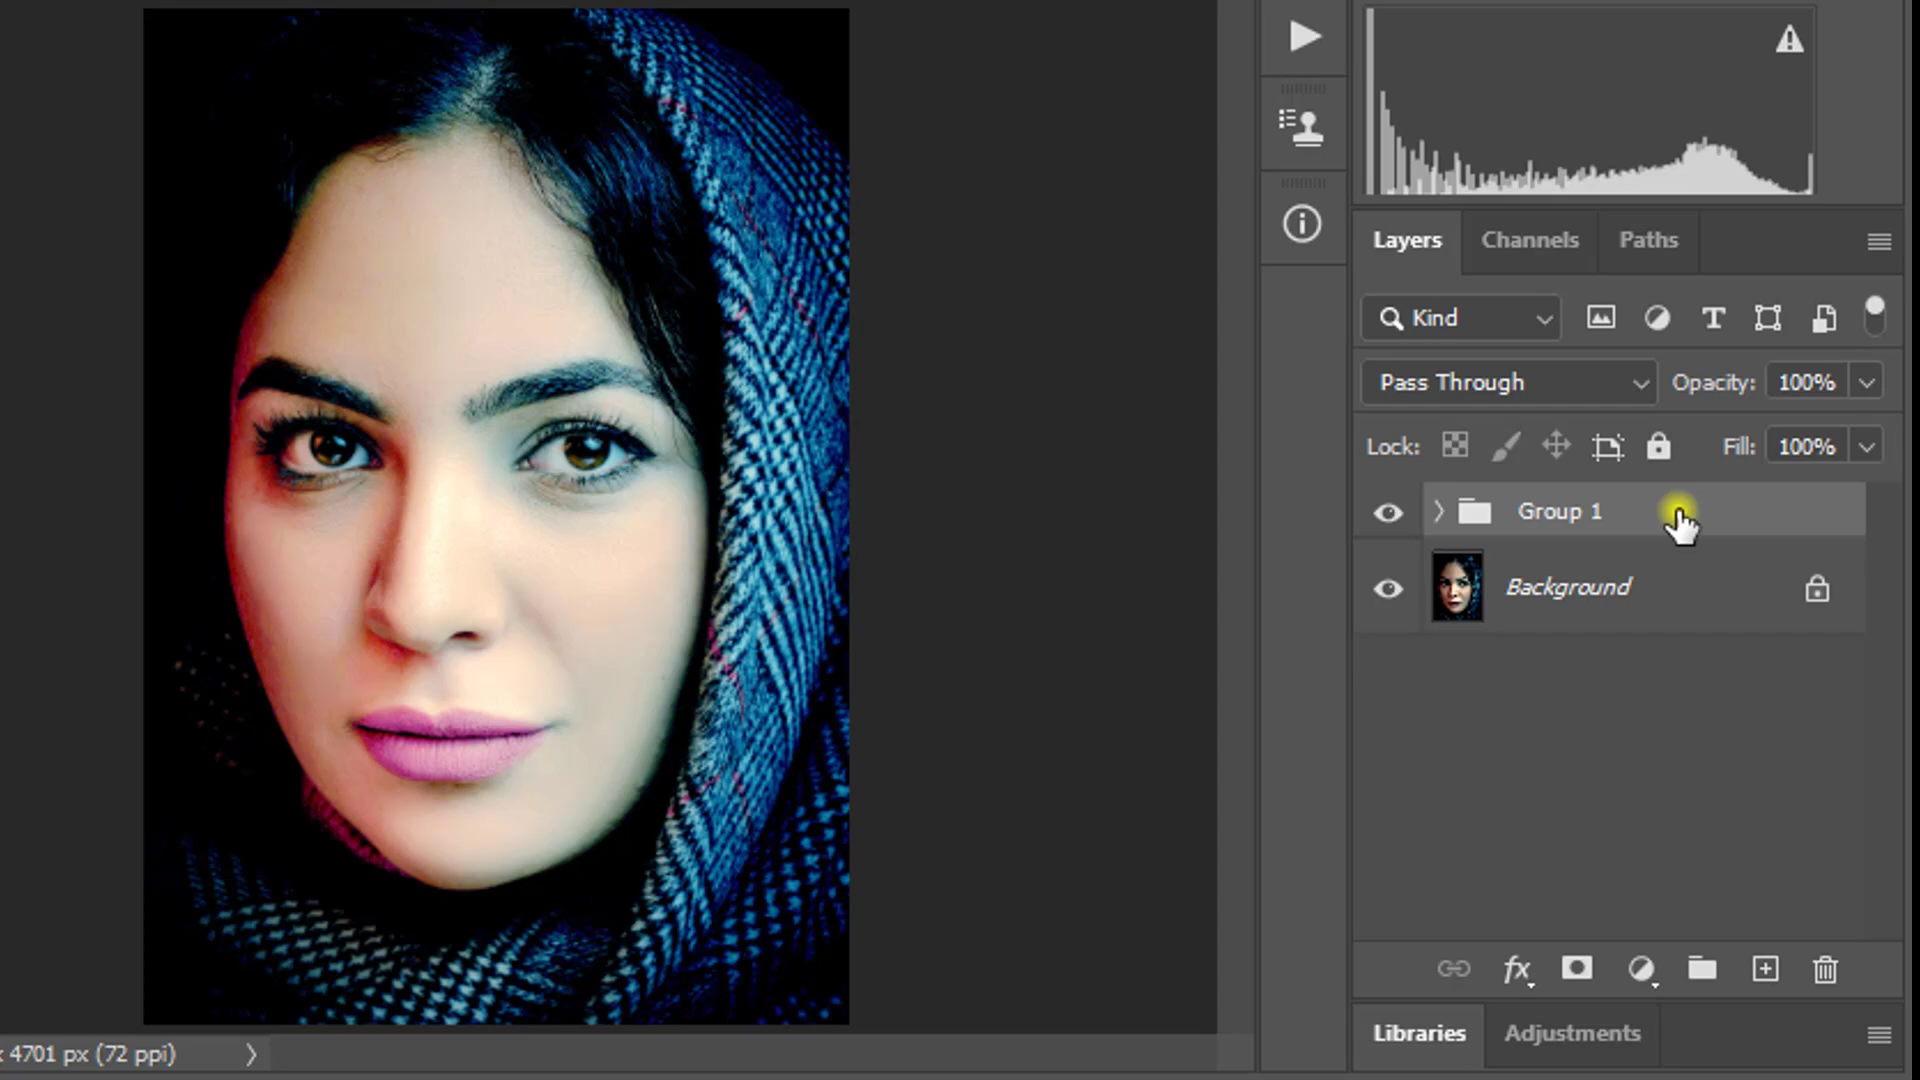 Layers Channels Paths
Kind
Pass Through Opacity: 100%
Lock: Fill: 100%
Group 1
Background
fx
Libraries Adjustments
x 4701 px (72 ppi)